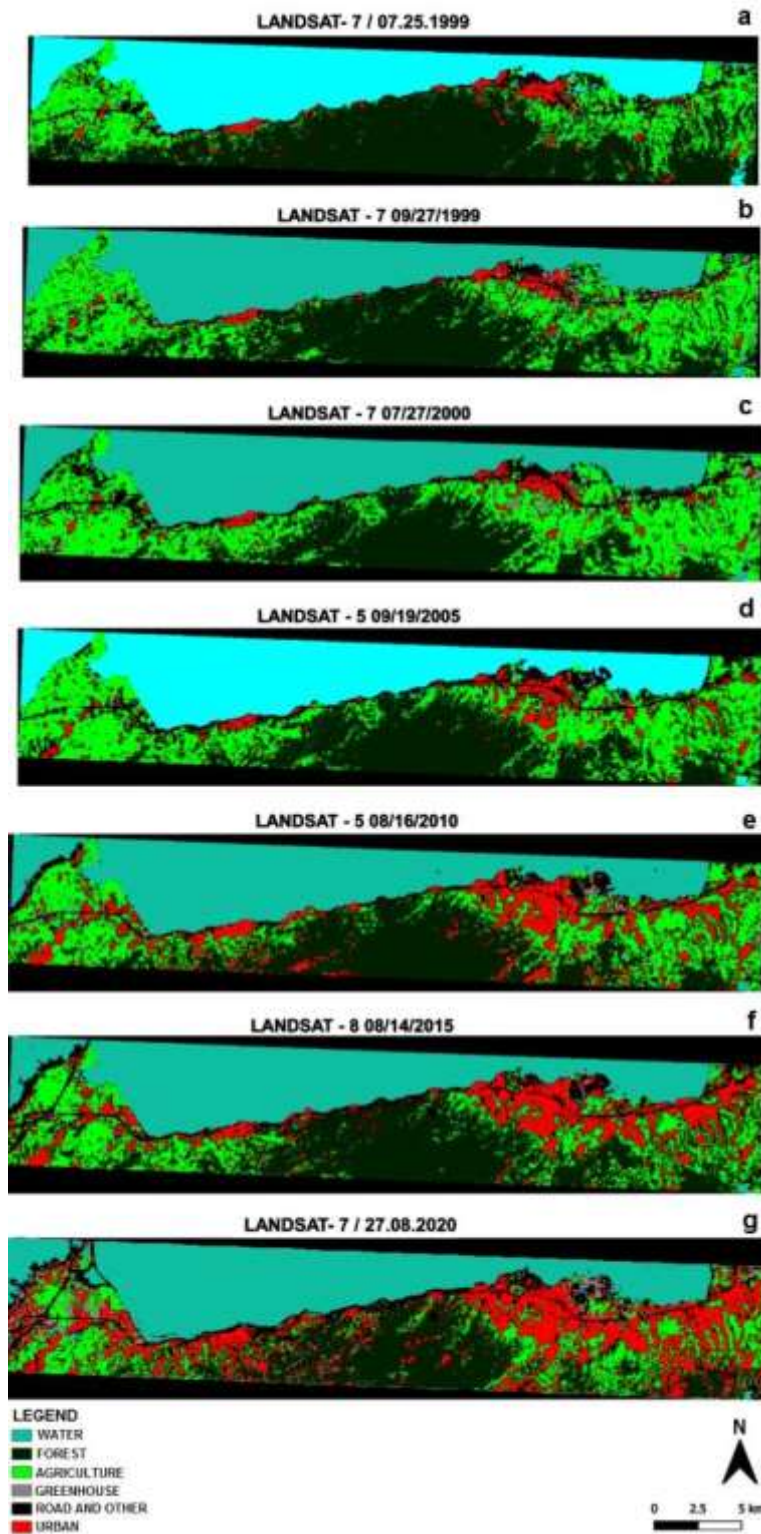 LANDSAT- 7 / 07.25.1999
a
LANDSAT - 7 09/27/1999
b
LANDSAT - 7 07/27/2000
c
LANDSAT - 5 09/19/2005
d
LANDSAT - 5 08/16/2010
e
LANDSAT - 8 08/14/2015
f
LANDSAT- 7 / 27.08.2020
g
LEGEND
WATER
FOREST
AGRICULTURE
GREENHOUSE
ROAD AND OTHER
URBAN
N
0 2.5 5 km